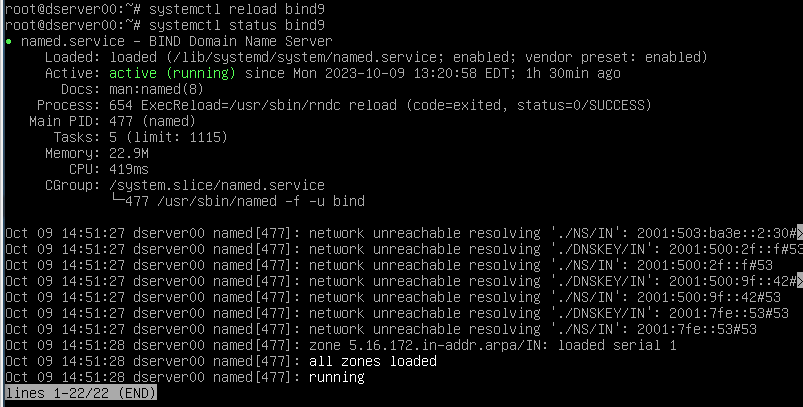 root@dserver00:~# systemctl reload bind9
root@dserver00:~# systemctl status bind9
● named.service - BIND Domain Name Server
Loaded: loaded (/lib/systemd/system/named.service; enabled; vendor preset: enabled)
Active: active (running) since Mon 2023-10-09 13:20:58 EDT; 1h 30min ago
Docs: man:named(8)
Process: 654 ExecReload=/usr/sbin/rndc reload (code=exited, status=0/SUCCESS)
Main PID: 477 (named)
Tasks: 5 (limit: 1115)
Memory: 22.9M
CPU: 419ms
CGroup: /system.slice/named.service
└─477 /usr/sbin/named -f -u bind
Oct 09 14:51:27 dserver00 named[477]: network unreachable resolving './NS/IN': 2001:503:ba3e::2:30#>
Oct 09 14:51:27 dserver00 named[477]: network unreachable resolving './DNSKEY/IN': 2001:500:2f::f#53
Oct 09 14:51:27 dserver00 named[477]: network unreachable resolving './NS/IN': 2001:500:2f::f#53
Oct 09 14:51:27 dserver00 named[477]: network unreachable resolving './DNSKEY/IN': 2001:500:9f::42#>
Oct 09 14:51:27 dserver00 named[477]: network unreachable resolving './NS/IN': 2001:500:9f::42#53
Oct 09 14:51:27 dserver00 named[477]: network unreachable resolving './DNSKEY/IN': 2001:7fe::53#53
Oct 09 14:51:27 dserver00 named[477]: network unreachable resolving './NS/IN': 2001:7fe::53#53
Oct 09 14:51:28 dserver00 named[477]: zone 5.16.172.in-addr.arpa/IN: loaded serial 1
Oct 09 14:51:28 dserver00 named[477]: all zones loaded
Oct 09 14:51:28 dserver00 named[477]: running
lines 1-22/22 (END)